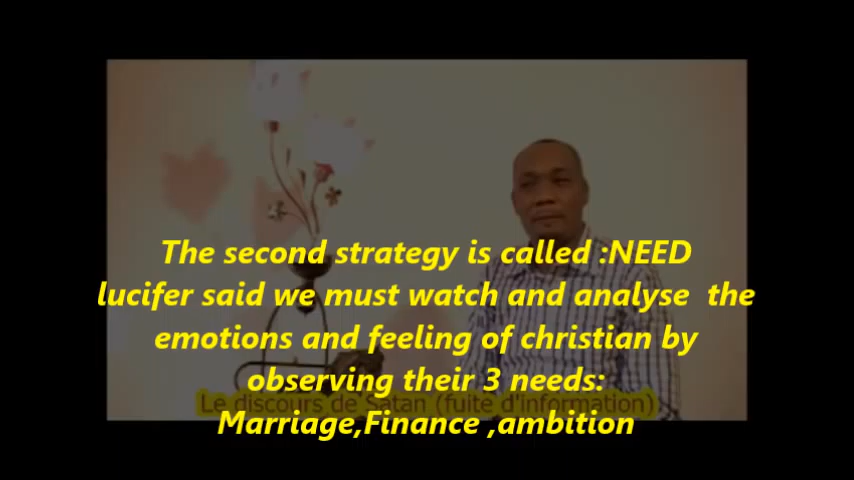 The second strategy is called :NEED
lucifer said we must watch and analyse the
emotions and feeling of christian by
observing their 3 needs:
Le discours de Satan (fuite d'information)
Marriage,Finance ,ambition